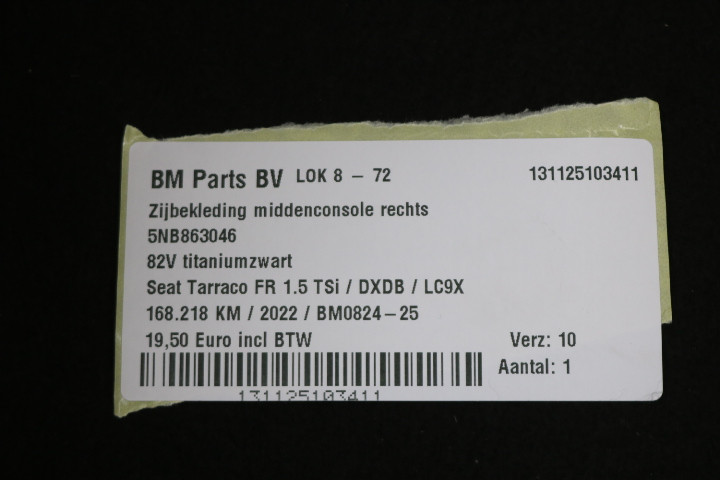 BM Parts BV LOK 8 – 72 131125103411
Zijbekleding middenconsole rechts
5NB863046
82V titaniumzwart
Seat Tarraco FR 1.5 TSi / DXDB / LC9X
168.218 KM / 2022 / BM0824-25
19,50 Euro incl BTW Verz: 10
Aantal: 1
131125103411